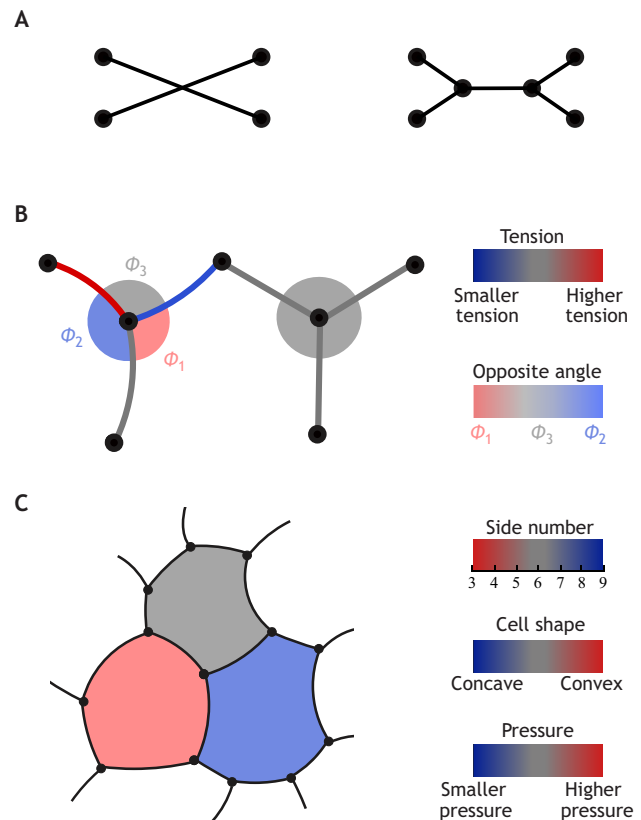 A
B
Φ3
Φ2
Φ1
Tension
Smaller tension
Higher tension
Opposite angle
Φ1 Φ3 Φ2
C
Side number
3 4 5 6 7 8 9
Cell shape
Concave Convex
Pressure
Smaller pressure
Higher pressure